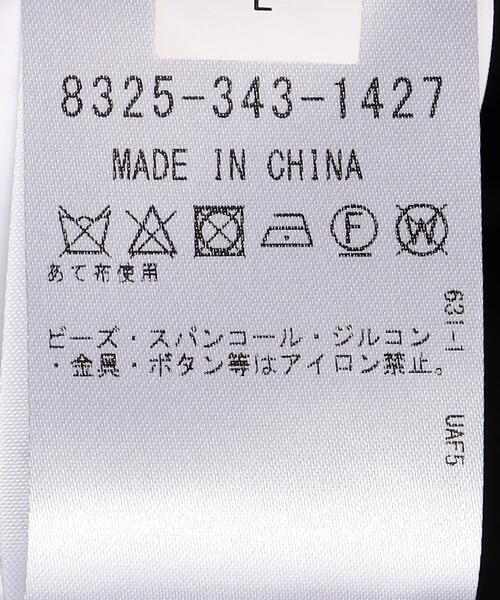 L
8325-343-1427
MADE IN CHINA
F
W
あて布使用
ビーズ・スパンコール・ジルコン
・金具・ボタン等はアイロン禁止。
UAF5